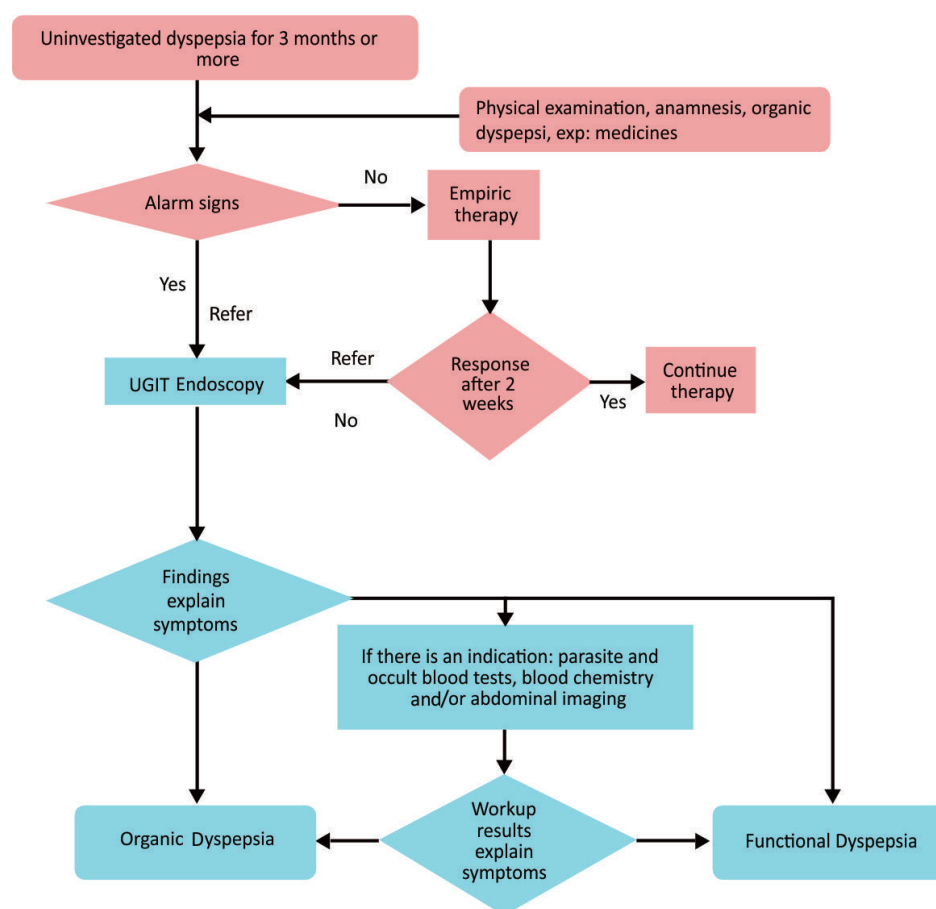 Uninvestigated dyspepsia for 3 months or
more
Physical examination, anamnesis, organic
dyspepsi, exp: medicines
Alarm signs
No
Empiric
therapy
Yes
Refer
UGIT Endoscopy
Refer
No
Response
after 2
weeks
Yes
Continue
therapy
Findings
explain
symptoms
If there is an indication: parasite and
occult blood tests, blood chemistry
and/or abdominal imaging
Organic Dyspepsia
Workup
results
explain
symptoms
Functional Dyspepsia